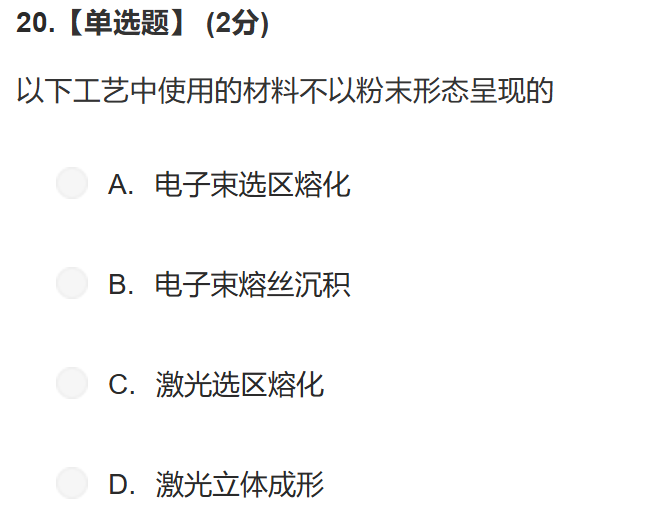 20.【单选题】 (2分)
以下工艺中使用的材料不以粉末形态呈现的
A. 电子束选区熔化
B. 电子束熔丝沉积
C. 激光选区熔化
D. 激光立体成形